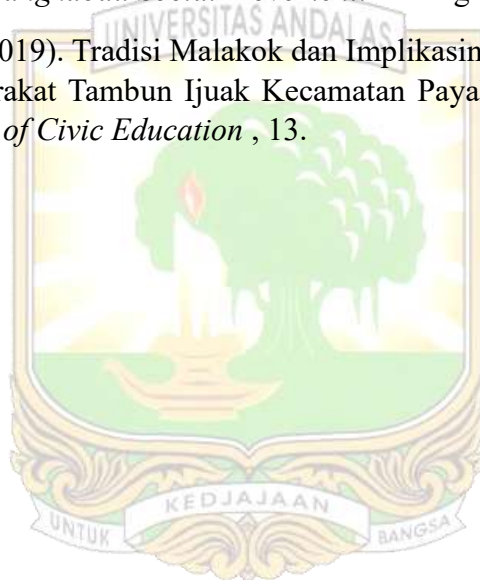 019). Tradisi Malakok dan Implikasin
rakat Tambun Ijuak Kecamatan Paya
of Civic Education , 13.
UNIVERSITAS ANDALAS
KEDJAJAAN
UNTUK BANGSA